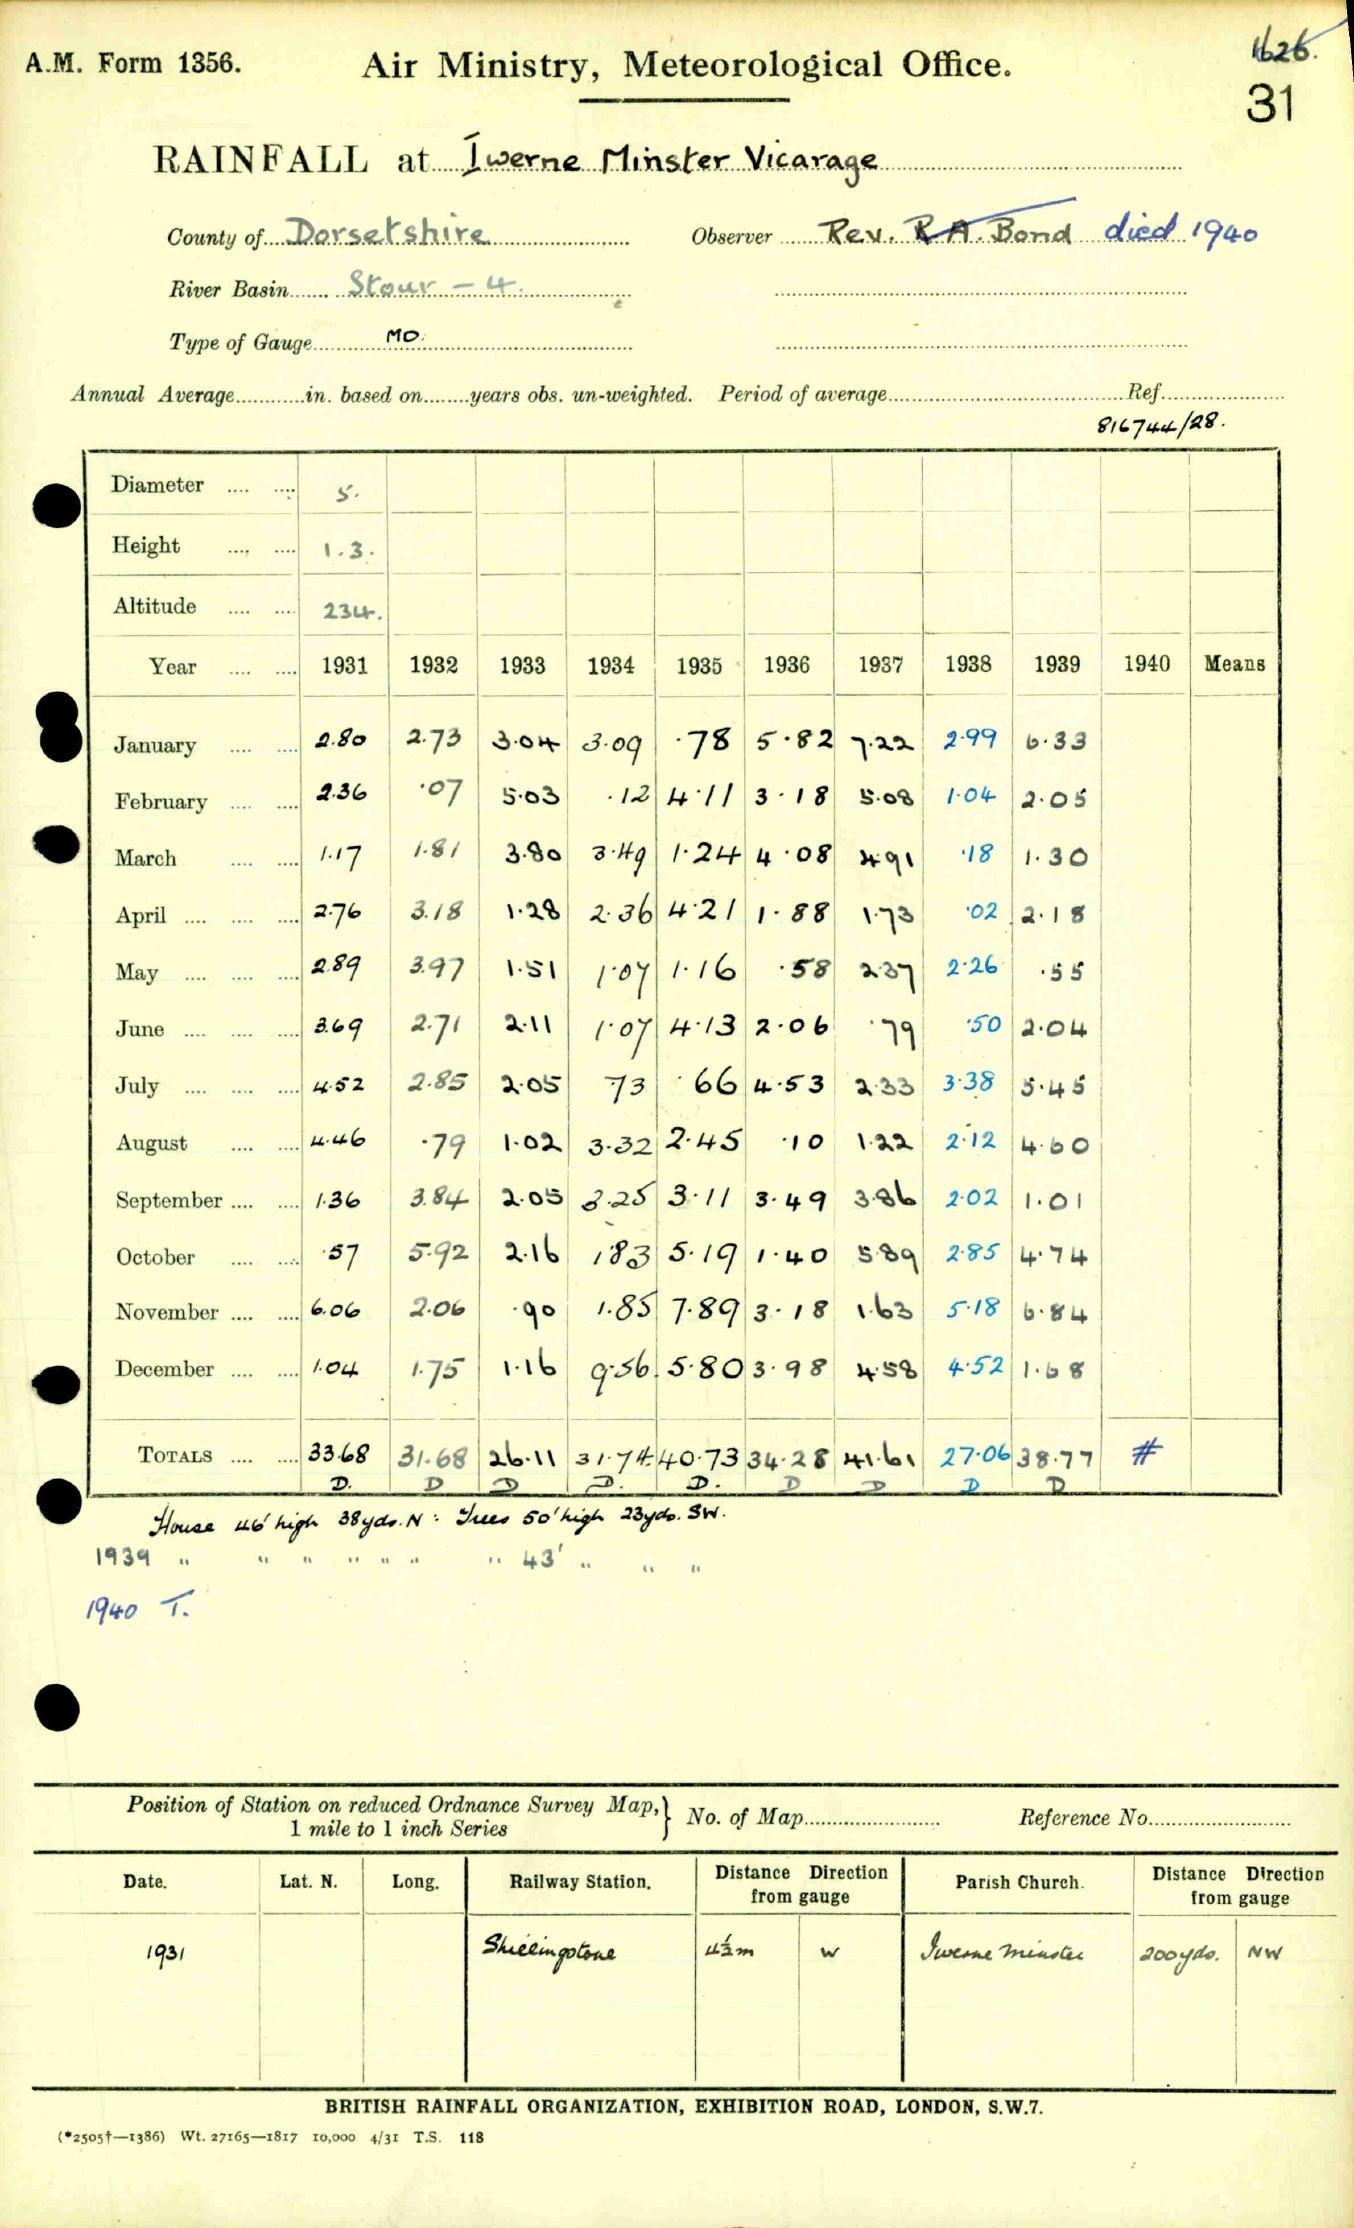 1626.
A.M. Form 1356. Air Ministry, Meteorological Office.
31
RAINFALL at Iwerne Minster Vicarage
County of Dorsetshire Observer Rev. R A. Bond died 1940
River Basin Stour - 4.
Type of Gauge MO.
Annual Average in. based on years obs. un-weighted. Period of average Ref.
816744/28.
Diameter 5.
Height 1.3.
Altitude 234.
Year 1931 1932 1933 1934 1935 1936 1937 1938 1939 1940 Means
January 2.80 2.73 3.04 3.09 .78 5.82 7.22 2.99 6.33
February 2.36 .07 5.03 .12 4.11 3.18 5.08 1.04 2.05
March 1.17 1.81 3.80 3.49 1.24 4.08 4.91 .18 1.30
April 2.76 3.18 1.28 2.36 4.21 1.88 1.73 .02 2.18
May 2.89 3.97 1.51 1.07 1.16 .58 2.37 2.26 .55
June 3.69 2.71 2.11 1.07 4.13 2.06 .79 .50 2.04
July 4.52 2.85 2.05 .73 .66 4.53 2.33 3.38 5.45
August 4.46 .79 1.02 3.32 2.45 .10 1.22 2.12 4.60
September 1.36 3.84 2.05 3.25 3.11 3.49 3.86 2.02 1.01
October .57 5.92 2.16 1.83 5.19 1.40 5.89 2.85 4.74
November 6.06 2.06 .90 1.85 7.89 3.18 1.63 5.18 6.84
December 1.04 1.75 1.16 9.56 5.80 3.98 4.58 4.52 1.68
TOTALS 33.68 31.68 26.11 31.74 40.73 34.28 41.61 27.06 38.77 #
D. D D D. D. D D D D
House 46' high 38yds. N : Trees 50' high 23yds. SW.
1939 " " " " " " " 43' " " "
1940 T.
Position of Station on reduced Ordnance Survey Map, 1 mile to 1 inch Series } No. of Map Reference No.
Date. Lat. N. Long. Railway Station. Distance Direction from gauge Parish Church. Distance Direction from gauge
1931 Shillingstone 4½m W Iwerne Minster 200yds. NW
BRITISH RAINFALL ORGANIZATION, EXHIBITION ROAD, LONDON, S.W.7.
(*2505†—1386) Wt. 27165—1817 10,000 4/31 T.S. 118